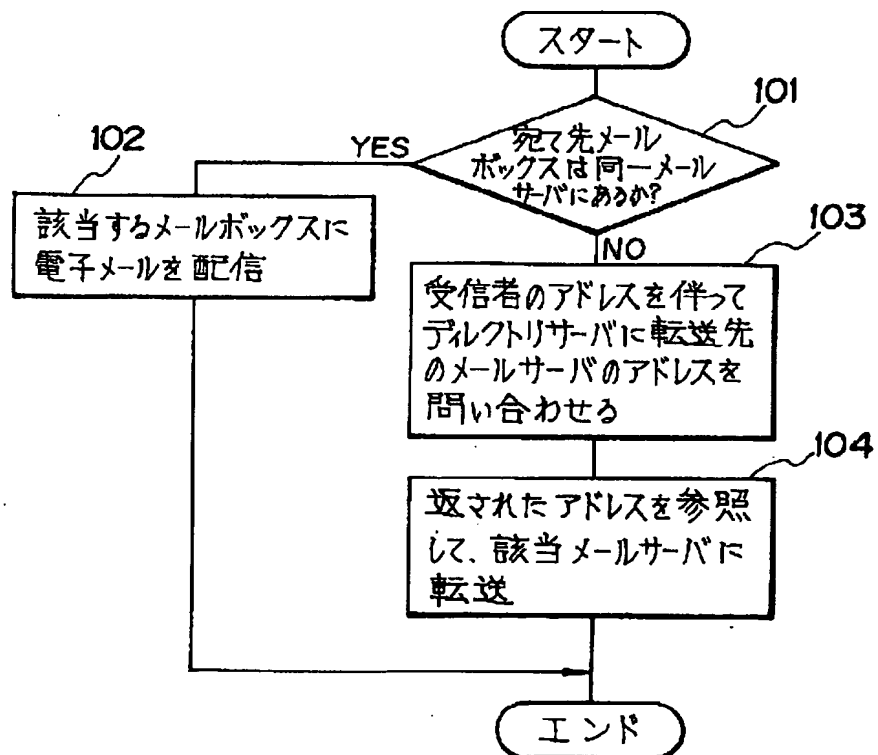 スタート
101
宛て先メール
ボックスは同一メール
サーバにあるか?
YES
102
該当するメールボックスに
電子メールを配信
NO
103
受信者のアドレスを伴って
ディレクトリサーバに転送先
のメールサーバのアドレスを
問い合わせる
104
返されたアドレスを参照
して、該当メールサーバに
転送
エンド